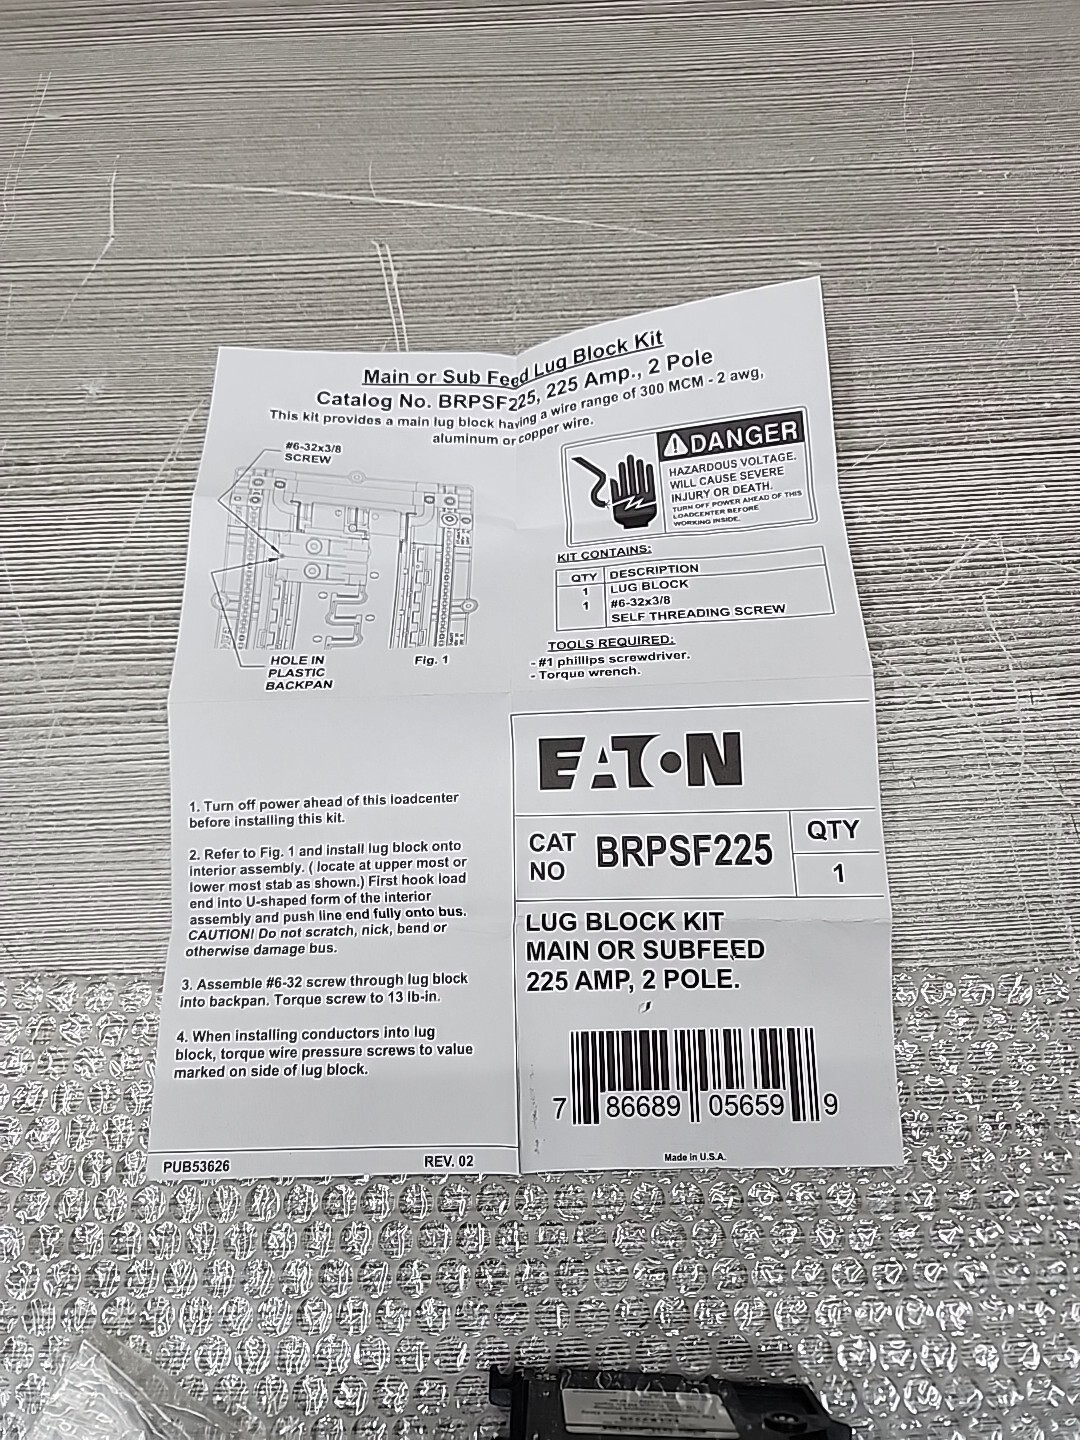 Main or Sub Feed Lug Block Kit
Catalog No. BRPSF225, 225 Amp., 2 Pole
This kit provides a main lug block having a wire range of 300 MCM - 2 awg,
aluminum or copper wire.
#6-32x3/8
SCREW
HOLE IN
PLASTIC
BACKPAN
Fig. 1
DANGER
HAZARDOUS VOLTAGE.
WILL CAUSE SEVERE
INJURY OR DEATH.
TURN OFF POWER AHEAD OF THIS
LOADCENTER BEFORE
WORKING INSIDE.
KIT CONTAINS:
QTY DESCRIPTION
1 LUG BLOCK
1 #6-32x3/8
SELF THREADING SCREW
TOOLS REQUIRED:
- #1 phillips screwdriver.
- Torque wrench.
1. Turn off power ahead of this loadcenter
before installing this kit.
2. Refer to Fig. 1 and install lug block onto
interior assembly. ( locate at upper most or
lower most stab as shown.) First hook load
end into U-shaped form of the interior
assembly and push line end fully onto bus.
CAUTION! Do not scratch, nick, bend or
otherwise damage bus.
3. Assemble #6-32 screw through lug block
into backpan. Torque screw to 13 lb-in.
4. When installing conductors into lug
block, torque wire pressure screws to value
marked on side of lug block.
PUB53626 REV. 02
EATON
CAT
NO
BRPSF225
QTY
1
LUG BLOCK KIT
MAIN OR SUBFEED
225 AMP, 2 POLE.
7 86689 05659 9
Made in U.S.A.